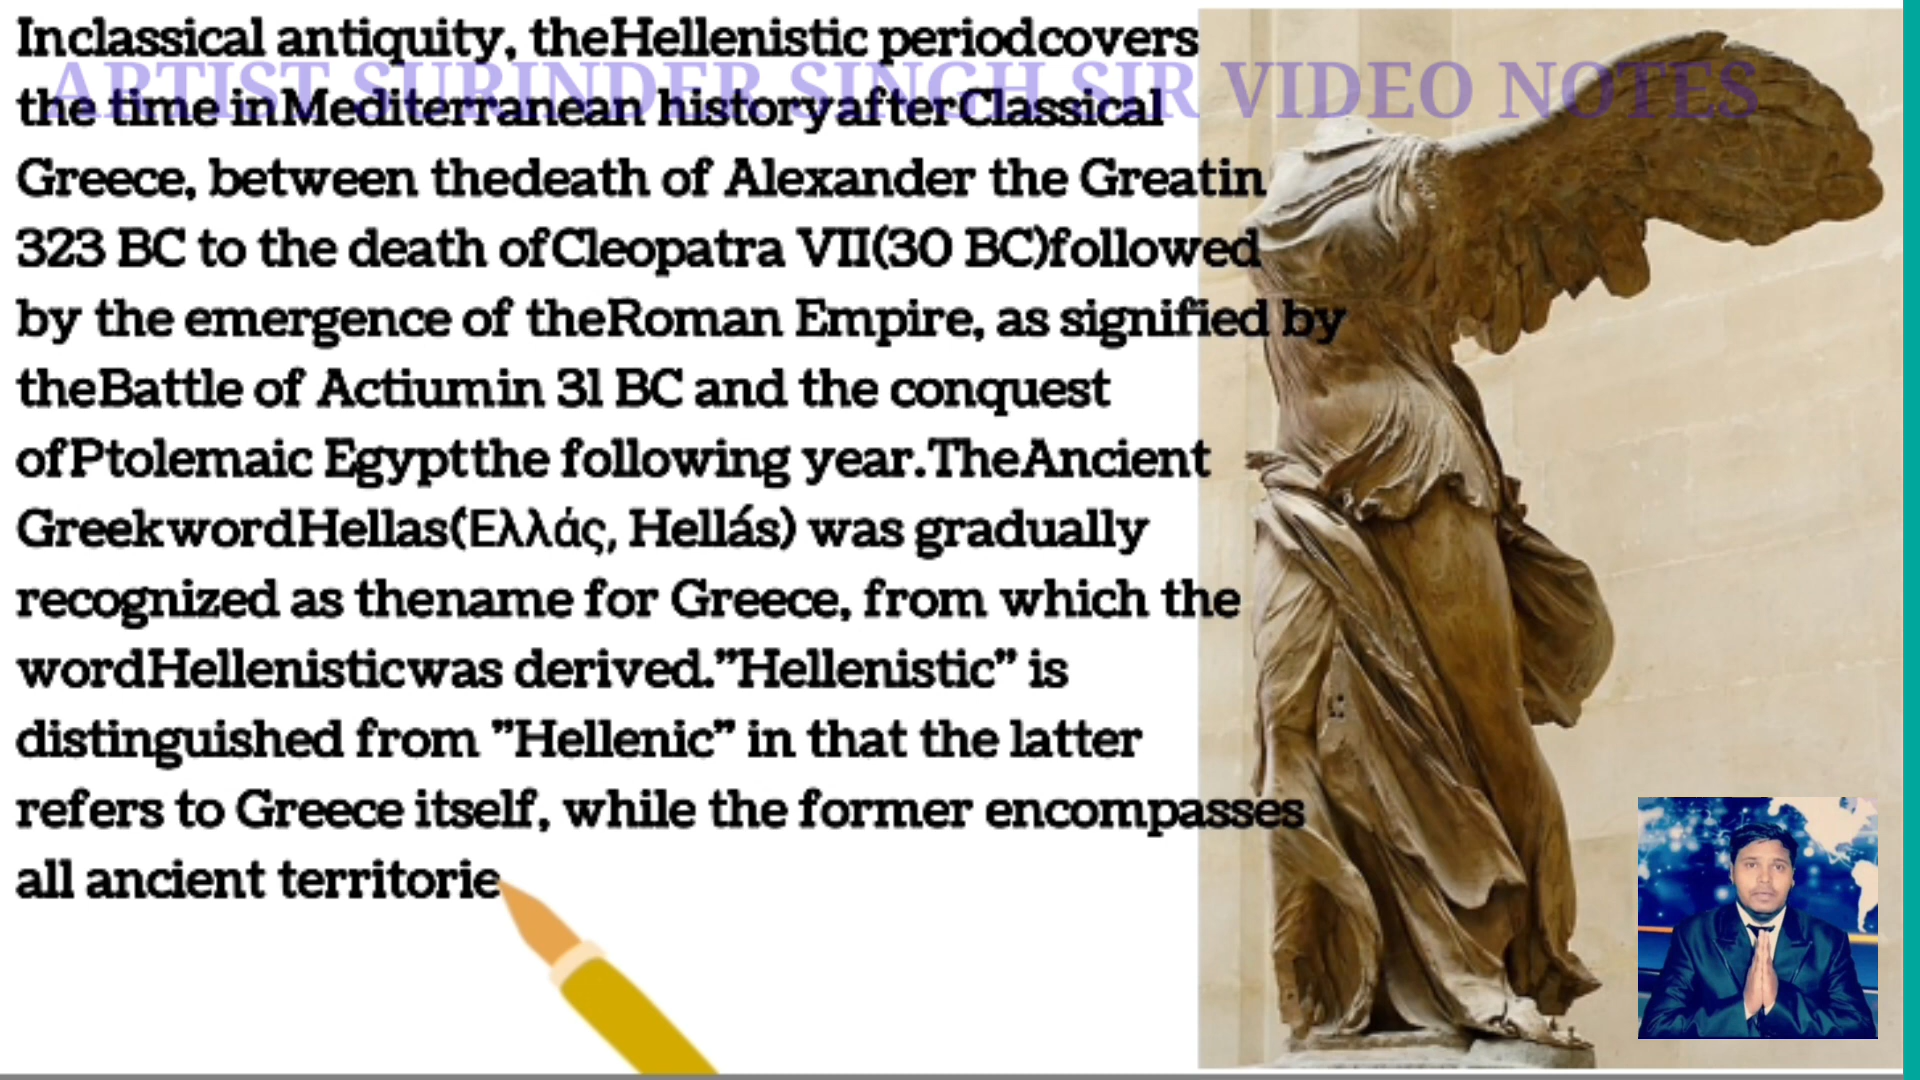 Inclassical antiquity, theHellenistic periodcovers
ARTIST SURINDER SINGH SIR VIDEO NOTES
the time inMediterranean historyafterClassical
Greece, between thedeath of Alexander the Greatin
323 BC to the death ofCleopatra VII(30 BC)followed
by the emergence of theRoman Empire, as signified by
theBattle of Actiumin 31 BC and the conquest
ofPtolemaic Egyptthe following year.TheAncient
GreekwordHellas(Ελλάς, Hellás) was gradually
recognized as thename for Greece, from which the
wordHellenisticwas derived.”Hellenistic” is
distinguished from ”Hellenic” in that the latter
refers to Greece itself, while the former encompasses
all ancient territorie